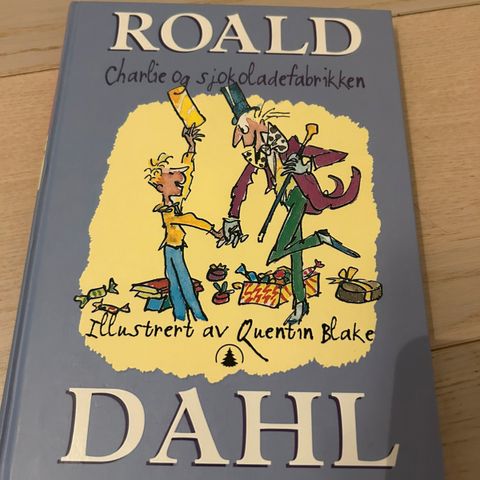 ROALD
Charlie og sjokoladefabrikken
Illustrert av Quentin Blake
DAHL